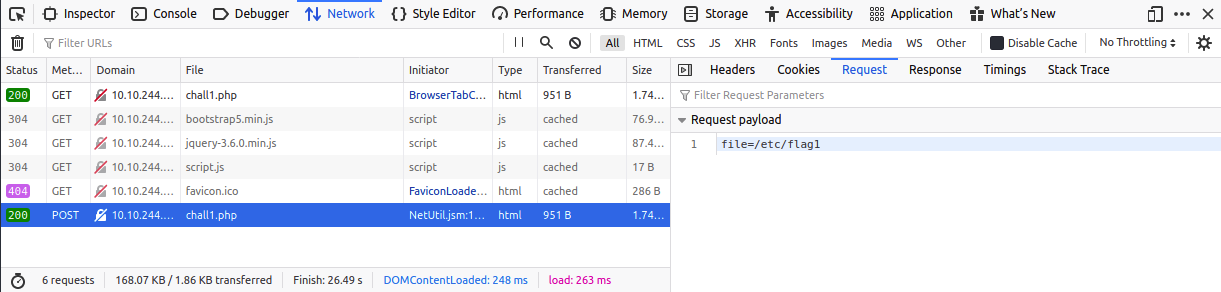 Inspector Console Debugger Network Style Editor Performance Memory Storage Accessibility Application What's New
Filter URLs All HTML CSS JS XHR Fonts Images Media WS Other Disable Cache No Throttling
Status Met... Domain File Initiator Type Transferred Size
Headers Cookies Request Response Timings Stack Trace
200 GET 10.10.244.... chall1.php BrowserTabC... html 951 B 1.74...
Filter Request Parameters
304 GET 10.10.244.... bootstrap5.min.js script js cached 76.9...
Request payload
304 GET 10.10.244.... jquery-3.6.0.min.js script js cached 87.4...
1 file=/etc/flag1
304 GET 10.10.244.... script.js script js cached 17 B
404 GET 10.10.244.... favicon.ico FaviconLoade... html cached 286 B
200 POST 10.10.244.... chall1.php NetUtil.jsm:1... html 951 B 1.74...
6 requests 168.07 KB / 1.86 KB transferred Finish: 26.49 s DOMContentLoaded: 248 ms load: 263 ms